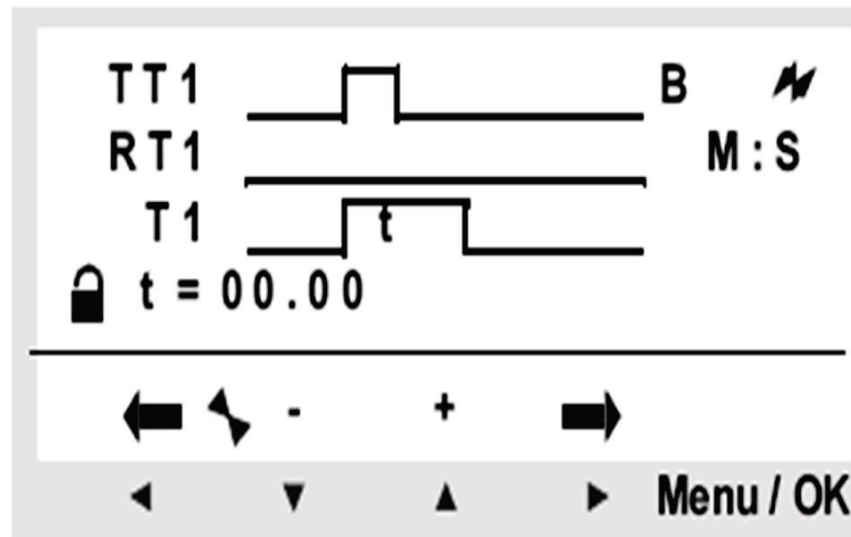 TT1 B
RT1 M:S
T1 t
t = 00.00
- +
Menu / OK